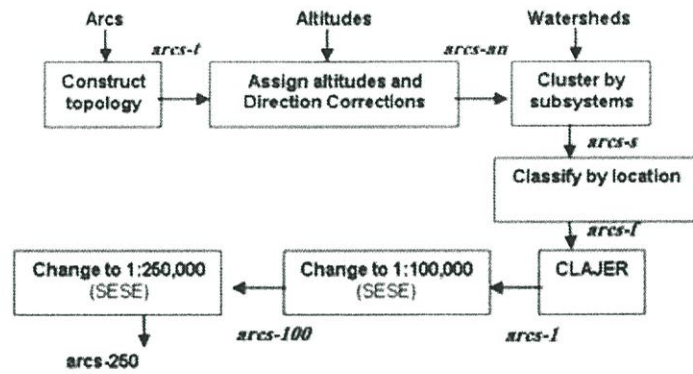 Arcs
Altitudes
Watersheds
arcs-t
arcs-an
Construct
topology
Assign altitudes and
Direction Corrections
Cluster by
subsystems
arcs-s
Classify by location
arcs-l
Change to 1:250,000
(SESE)
Change to 1:100,000
(SESE)
CLAJER
arcs-100
arcs-1
arcs-250